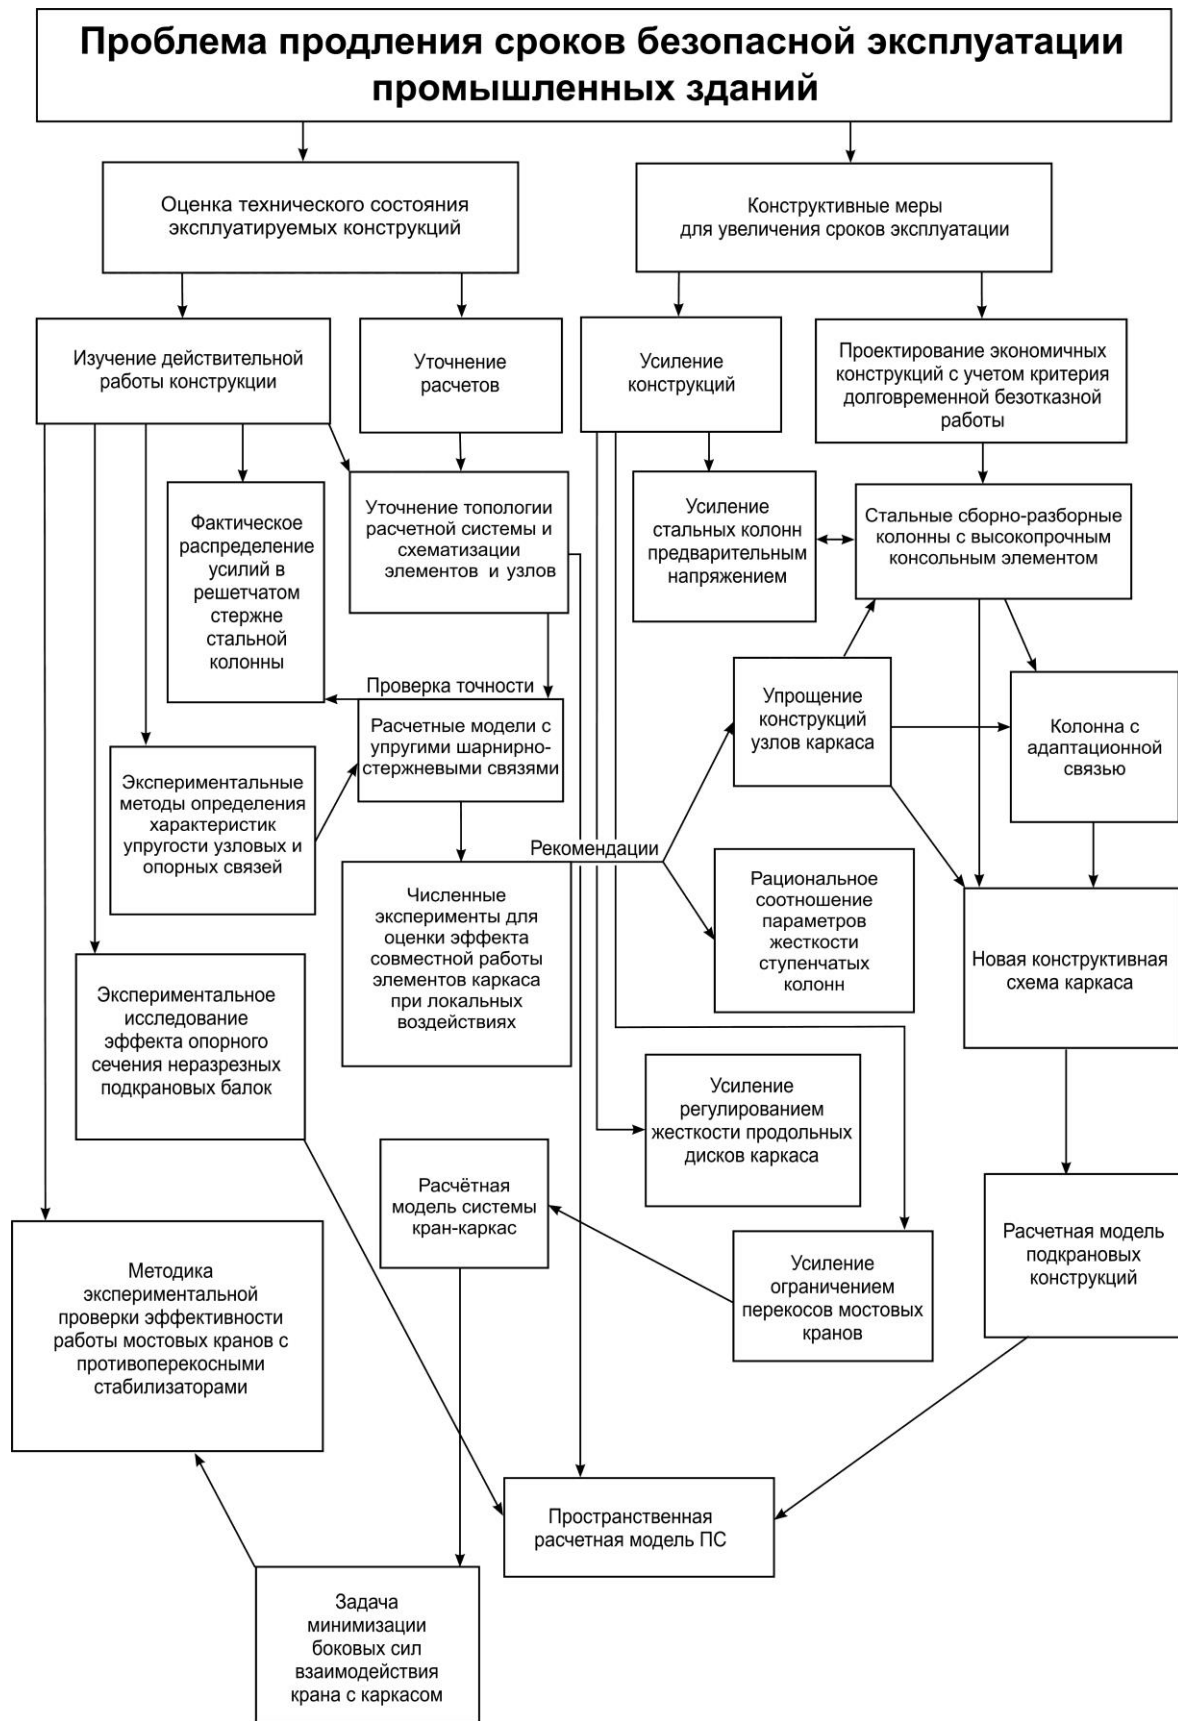 Проблема продления сроков безопасной эксплуатации
промышленных зданий
Оценка технического состояния
эксплуатируемых конструкций
Конструктивные меры
для увеличения сроков эксплуатации
Изучение действительной
работы конструкции
Уточнение
расчетов
Усиление
конструкций
Проектирование экономичных
конструкций с учетом критерия
долговременной безотказной
работы
Фактическое
распределение
усилий в
решетчатом
стержне
стальной
колонны
Уточнение топологии
расчетной системы и
схематизации
элементов и узлов
Усиление
стальных колонн
предварительным
напряжением
Стальные сборно-разборные
колонны с высокопрочным
консольным элементом
Проверка точности
Расчетные модели с
упругими шарнирно-
стержневыми связями
Упрощение
конструкций
узлов каркаса
Колонна с
адаптационной
связью
Экспериментальные
методы определения
характеристик
упругости узловых и
опорных связей
Рекомендации
Численные
эксперименты для
оценки эффекта
совместной работы
элементов каркаса
при локальных
воздействиях
Рациональное
соотношение
параметров
жесткости
ступенчатых
колонн
Новая конструктивная
схема каркаса
Экспериментальное
исследование
эффекта опорного
сечения неразрезных
подкрановых балок
Усиление
регулированием
жесткости продольных
дисков каркаса
Расчётная
модель системы
кран-каркас
Расчетная модель
подкрановых
конструкций
Методика
экспериментальной
проверки эффективности
работы мостовых кранов с
противоперекосными
стабилизаторами
Усиление
ограничением
перекосов мостовых
кранов
Пространственная
расчетная модель ПС
Задача
минимизации
боковых сил
взаимодействия
крана с каркасом